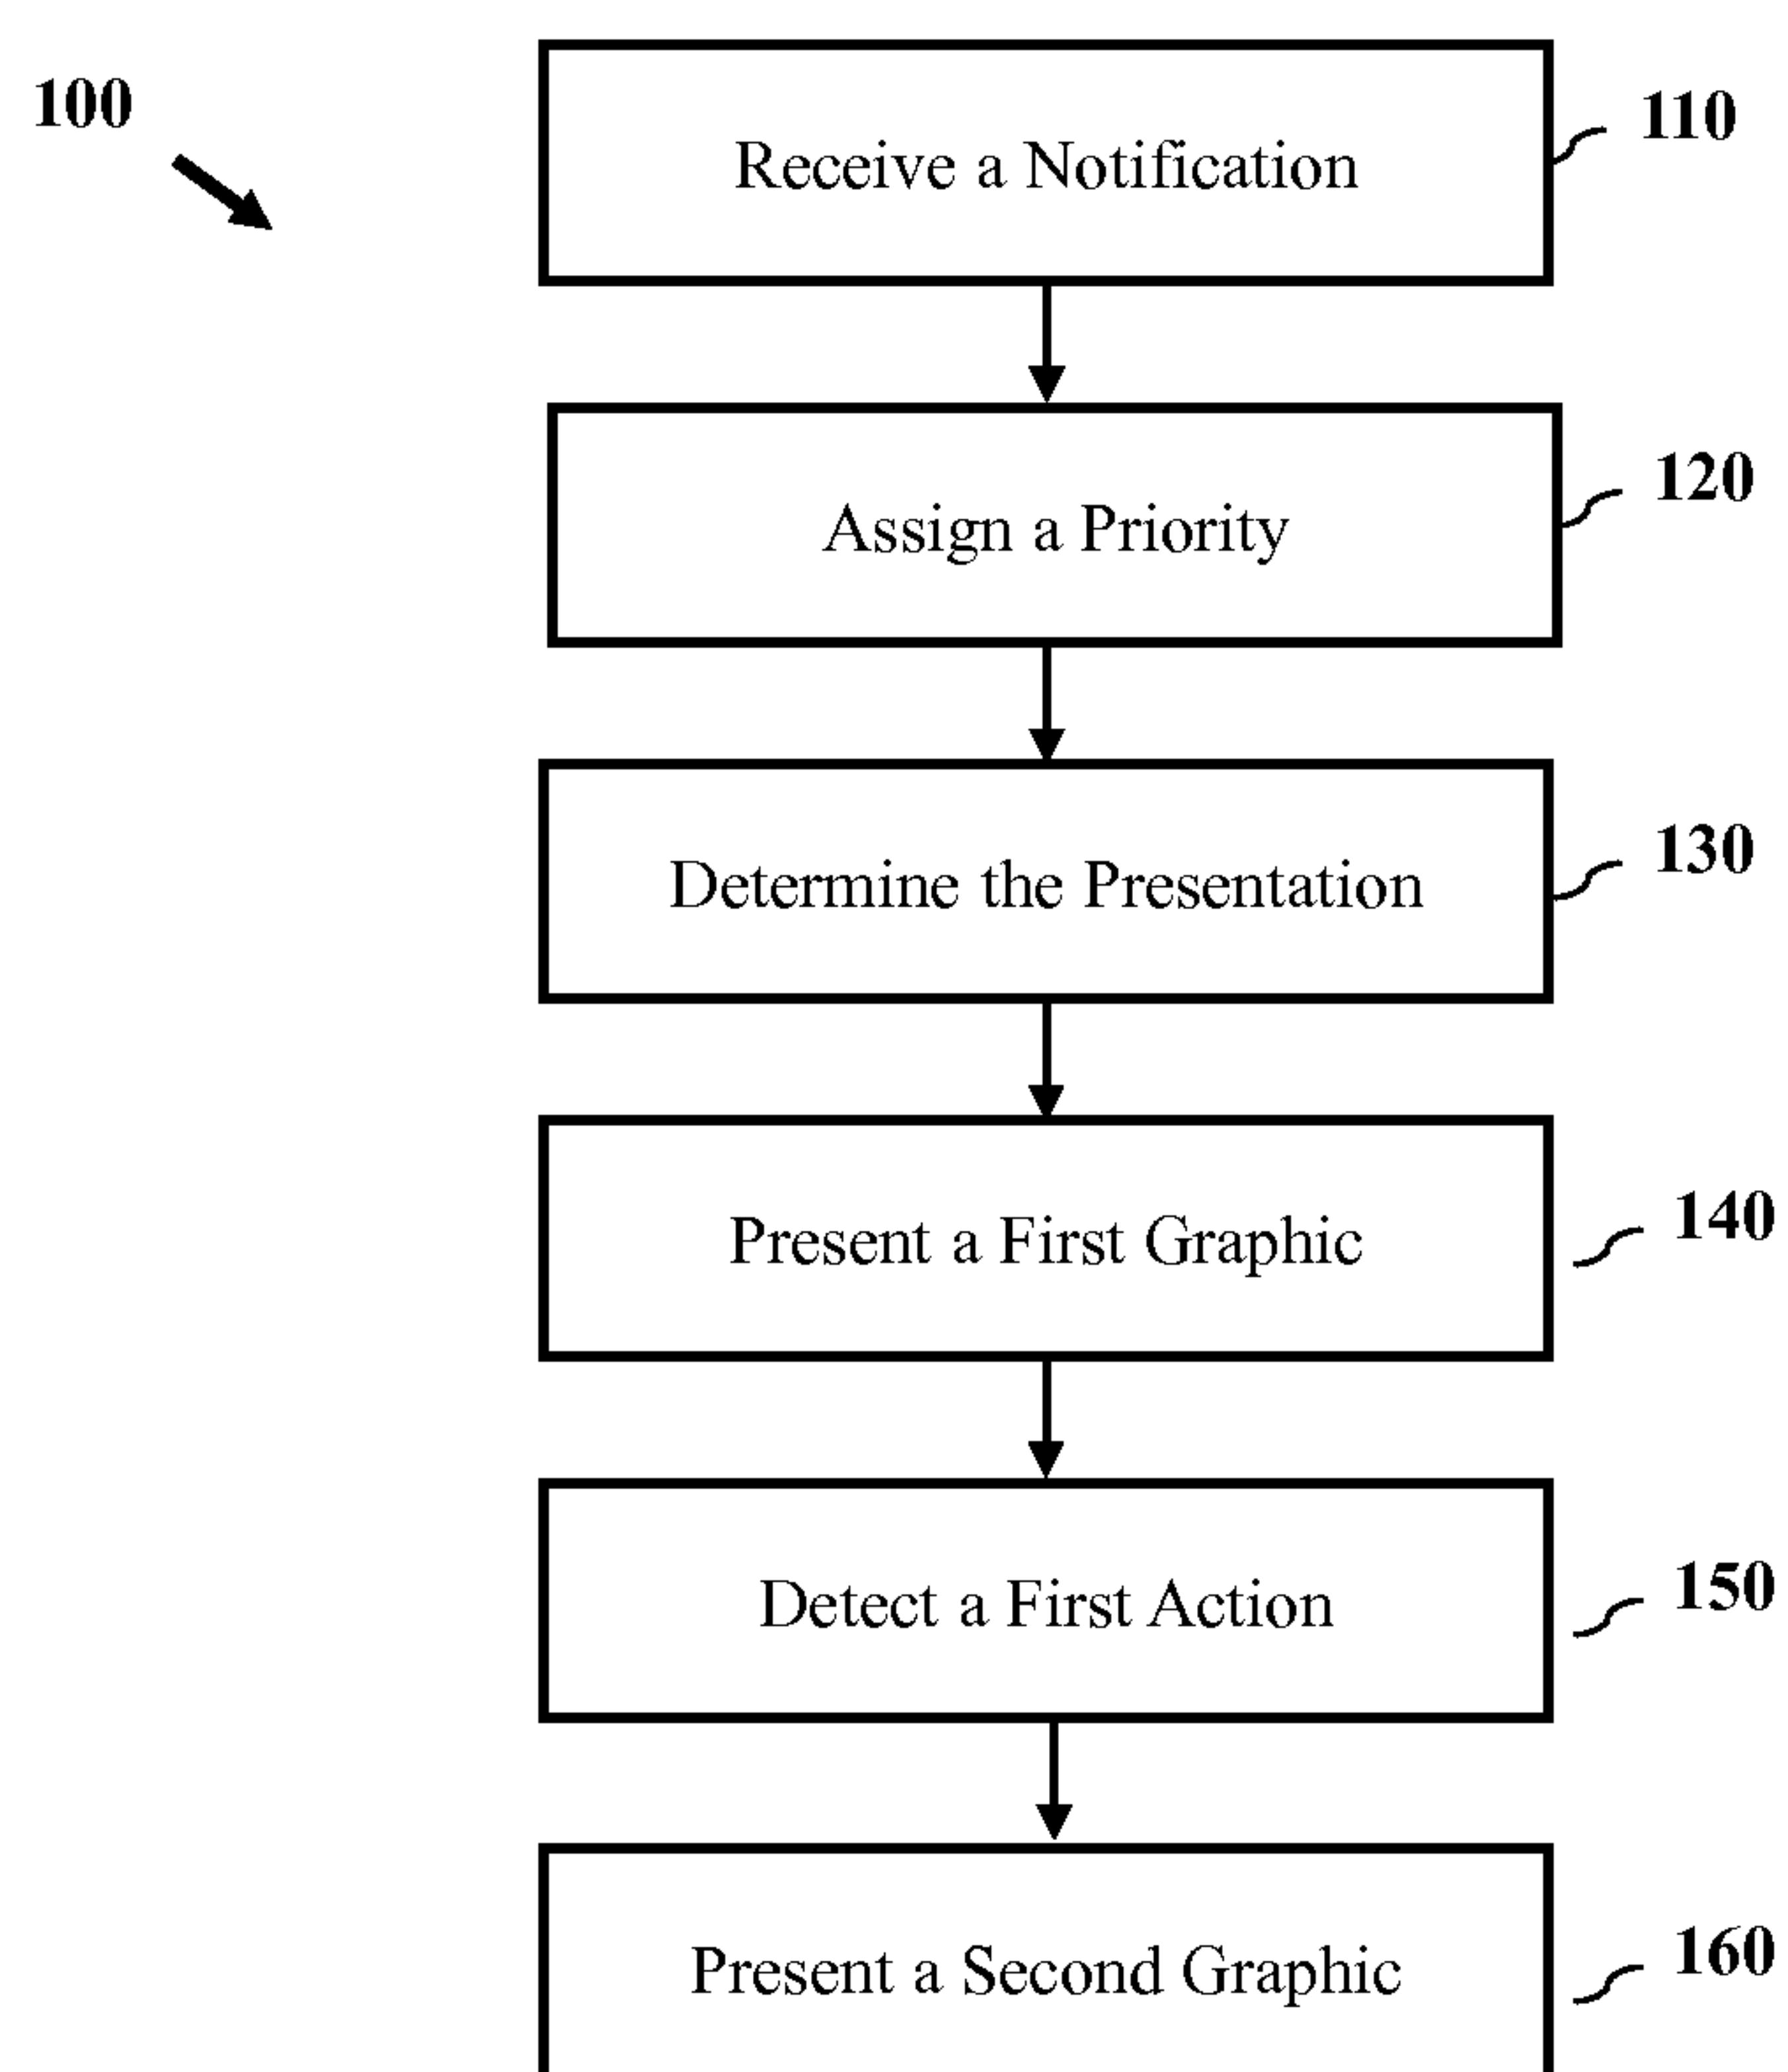 100
Receive a Notification
110
Assign a Priority
120
Determine the Presentation
130
Present a First Graphic
140
Detect a First Action
150
Present a Second Graphic
160